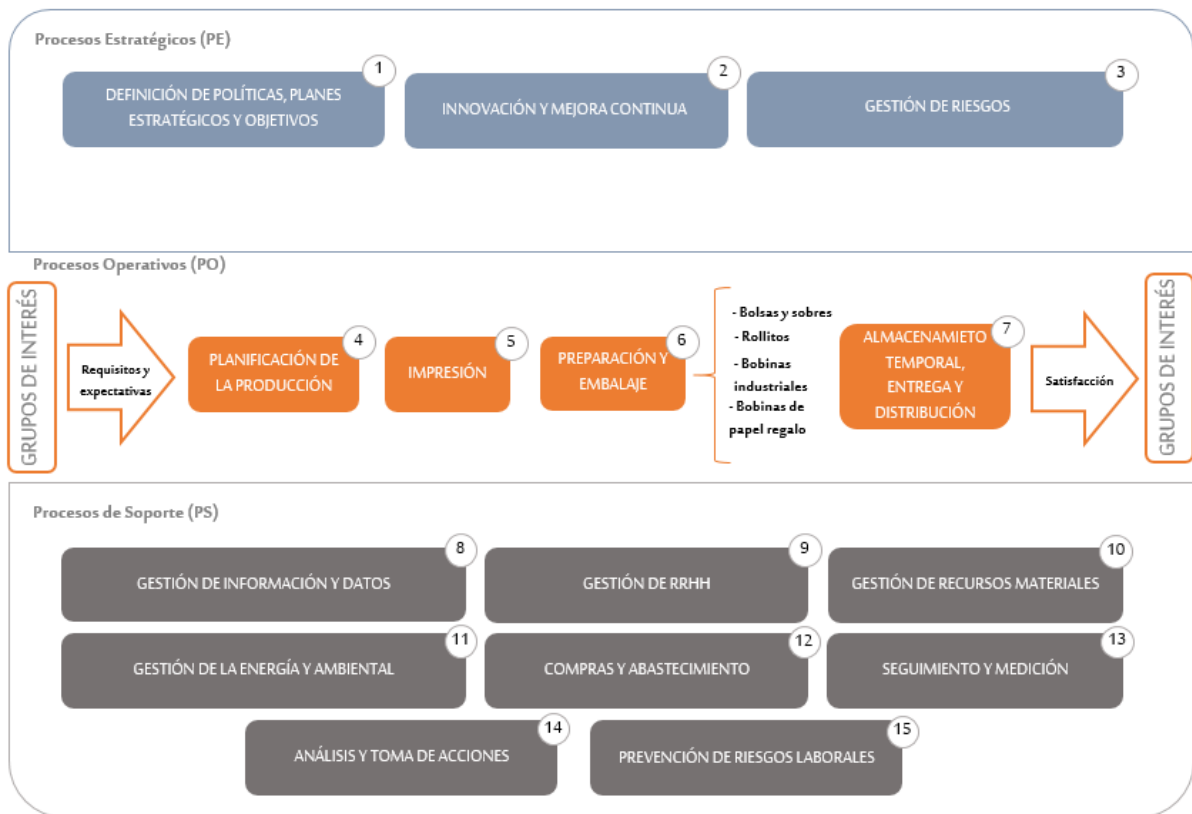 Procesos Estratégicos (PE)
1
DEFINICIÓN DE POLÍTICAS, PLANES
ESTRATÉGICOS Y OBJETIVOS
2
INNOVACIÓN Y MEJORA CONTINUA
3
GESTIÓN DE RIESGOS
Procesos Operativos (PO)
GRUPOS DE INTERÉS
Requisitos y
expectativas
4
PLANIFICACIÓN DE
LA PRODUCCIÓN
5
IMPRESIÓN
6
PREPARACIÓN Y
EMBALAJE
- Bolsas y sobres
- Rollitos
- Bobinas
industriales
- Bobinas de
papel regalo
7
ALMACENAMIETO
TEMPORAL,
ENTREGA Y
DISTRIBUCIÓN
Satisfacción
GRUPOS DE INTERÉS
Procesos de Soporte (PS)
8
GESTIÓN DE INFORMACIÓN Y DATOS
9
GESTIÓN DE RRHH
10
GESTIÓN DE RECURSOS MATERIALES
11
GESTIÓN DE LA ENERGÍA Y AMBIENTAL
12
COMPRAS Y ABASTECIMIENTO
13
SEGUIMIENTO Y MEDICIÓN
14
ANÁLISIS Y TOMA DE ACCIONES
15
PREVENCIÓN DE RIESGOS LABORALES